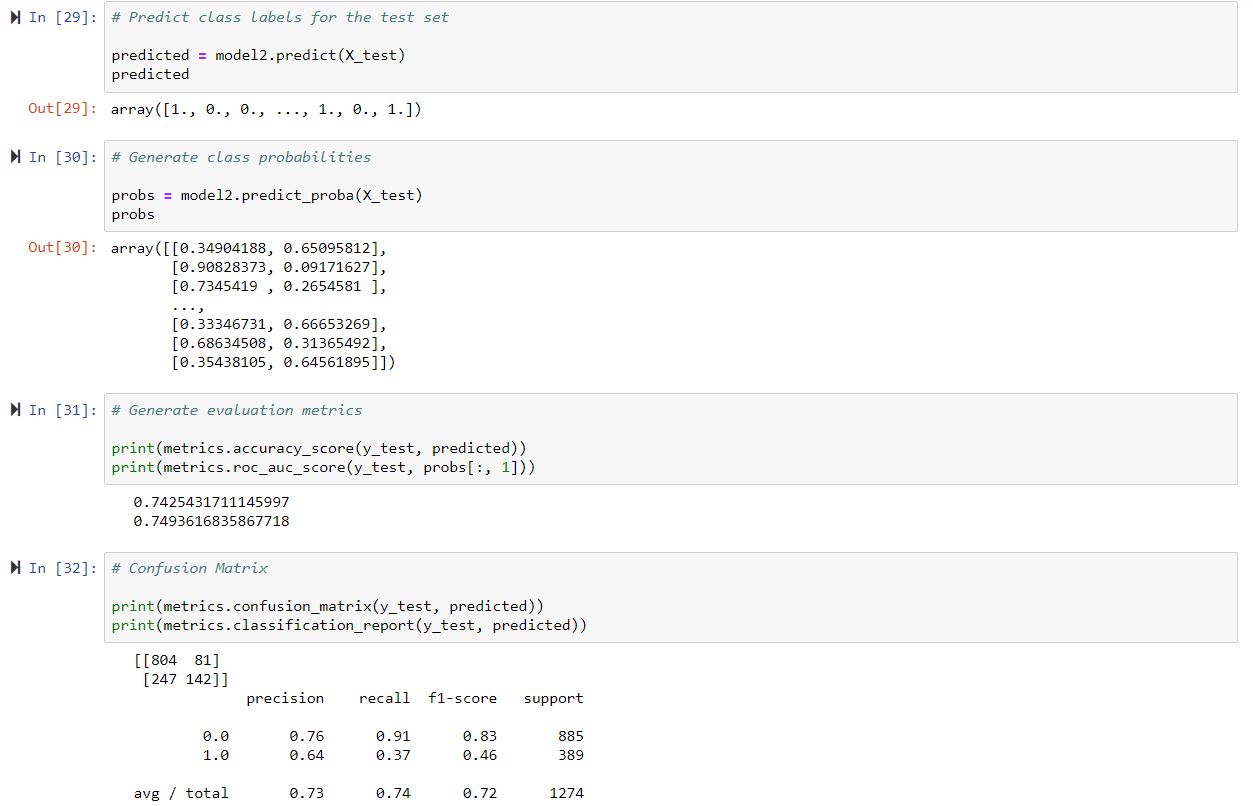 In [29]: # Predict class labels for the test set
predicted = model2.predict(X_test)
predicted
Out[29]: array([1., 0., 0., ..., 1., 0., 1.])
In [30]: # Generate class probabilities
probs = model2.predict_proba(X_test)
probs
Out[30]: array([[0.34904188, 0.65095812],
[0.90828373, 0.09171627],
[0.7345419 , 0.2654581 ],
...,
[0.33346731, 0.66653269],
[0.68634508, 0.31365492],
[0.35438105, 0.64561895]])
In [31]: # Generate evaluation metrics
print(metrics.accuracy_score(y_test, predicted))
print(metrics.roc_auc_score(y_test, probs[:, 1]))
0.7425431711145997
0.7493616835867718
In [32]: # Confusion Matrix
print(metrics.confusion_matrix(y_test, predicted))
print(metrics.classification_report(y_test, predicted))
[[804  81]
[247 142]]
precision    recall  f1-score   support
0.0       0.76      0.91      0.83       885
1.0       0.64      0.37      0.46       389
avg / total       0.73      0.74      0.72      1274